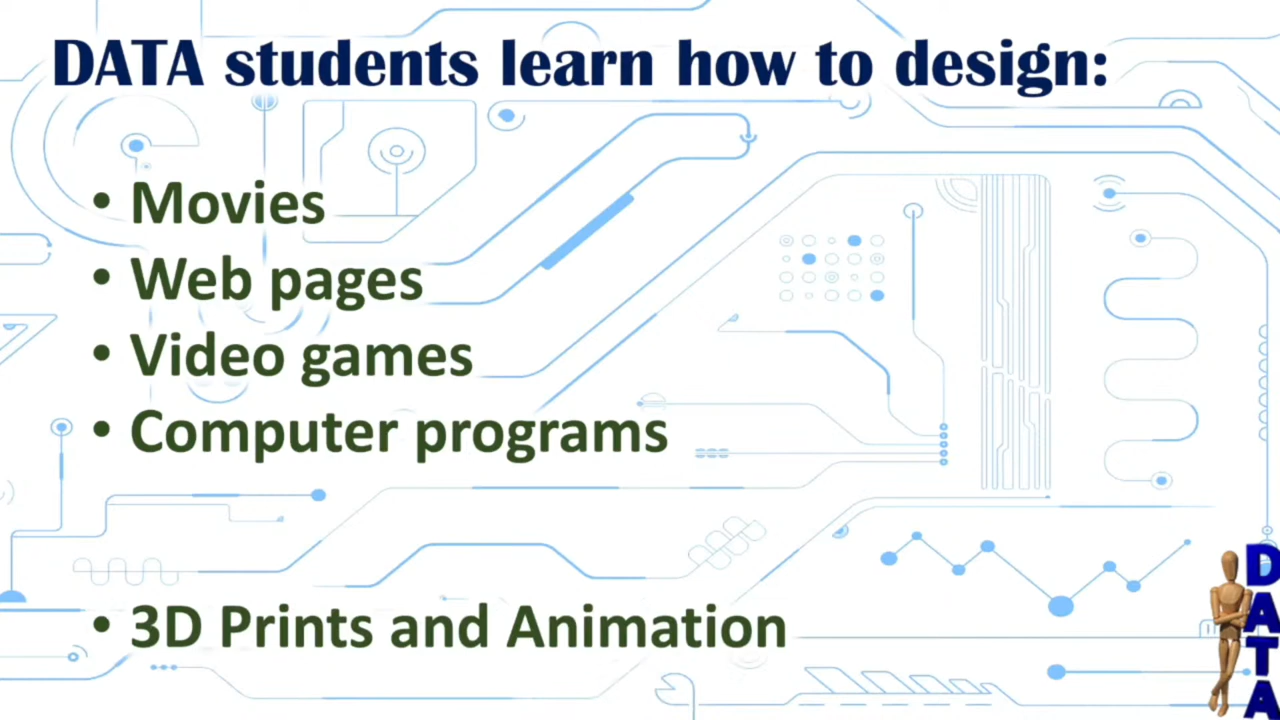 DATA students learn how to design:
• Movies
• Web pages
• Video games
• Computer programs
• 3D Prints and Animation
DATA